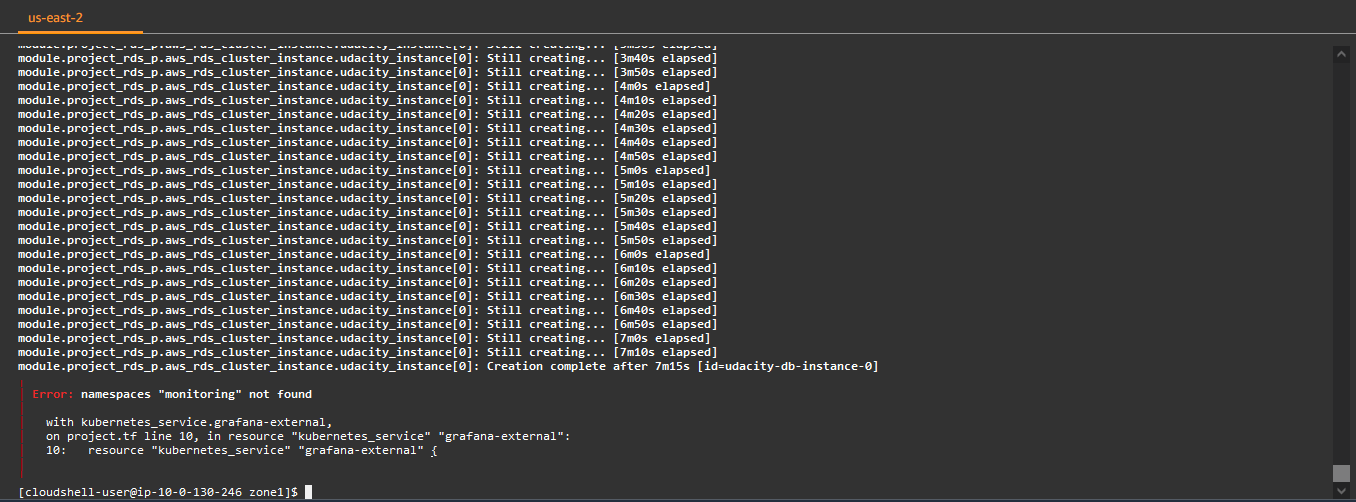 us-east-2
module.project_rds_p.aws_rds_cluster_instance.udacity_instance[0]: Still creating... [3m30s elapsed]
module.project_rds_p.aws_rds_cluster_instance.udacity_instance[0]: Still creating... [3m40s elapsed]
module.project_rds_p.aws_rds_cluster_instance.udacity_instance[0]: Still creating... [3m50s elapsed]
module.project_rds_p.aws_rds_cluster_instance.udacity_instance[0]: Still creating... [4m0s elapsed]
module.project_rds_p.aws_rds_cluster_instance.udacity_instance[0]: Still creating... [4m10s elapsed]
module.project_rds_p.aws_rds_cluster_instance.udacity_instance[0]: Still creating... [4m20s elapsed]
module.project_rds_p.aws_rds_cluster_instance.udacity_instance[0]: Still creating... [4m30s elapsed]
module.project_rds_p.aws_rds_cluster_instance.udacity_instance[0]: Still creating... [4m40s elapsed]
module.project_rds_p.aws_rds_cluster_instance.udacity_instance[0]: Still creating... [4m50s elapsed]
module.project_rds_p.aws_rds_cluster_instance.udacity_instance[0]: Still creating... [5m0s elapsed]
module.project_rds_p.aws_rds_cluster_instance.udacity_instance[0]: Still creating... [5m10s elapsed]
module.project_rds_p.aws_rds_cluster_instance.udacity_instance[0]: Still creating... [5m20s elapsed]
module.project_rds_p.aws_rds_cluster_instance.udacity_instance[0]: Still creating... [5m30s elapsed]
module.project_rds_p.aws_rds_cluster_instance.udacity_instance[0]: Still creating... [5m40s elapsed]
module.project_rds_p.aws_rds_cluster_instance.udacity_instance[0]: Still creating... [5m50s elapsed]
module.project_rds_p.aws_rds_cluster_instance.udacity_instance[0]: Still creating... [6m0s elapsed]
module.project_rds_p.aws_rds_cluster_instance.udacity_instance[0]: Still creating... [6m10s elapsed]
module.project_rds_p.aws_rds_cluster_instance.udacity_instance[0]: Still creating... [6m20s elapsed]
module.project_rds_p.aws_rds_cluster_instance.udacity_instance[0]: Still creating... [6m30s elapsed]
module.project_rds_p.aws_rds_cluster_instance.udacity_instance[0]: Still creating... [6m40s elapsed]
module.project_rds_p.aws_rds_cluster_instance.udacity_instance[0]: Still creating... [6m50s elapsed]
module.project_rds_p.aws_rds_cluster_instance.udacity_instance[0]: Still creating... [7m0s elapsed]
module.project_rds_p.aws_rds_cluster_instance.udacity_instance[0]: Still creating... [7m10s elapsed]
module.project_rds_p.aws_rds_cluster_instance.udacity_instance[0]: Creation complete after 7m15s [id=udacity-db-instance-0]
Error: namespaces "monitoring" not found
with kubernetes_service.grafana-external,
on project.tf line 10, in resource "kubernetes_service" "grafana-external":
10: resource "kubernetes_service" "grafana-external" {
[cloudshell-user@ip-10-0-130-246 zone1]$